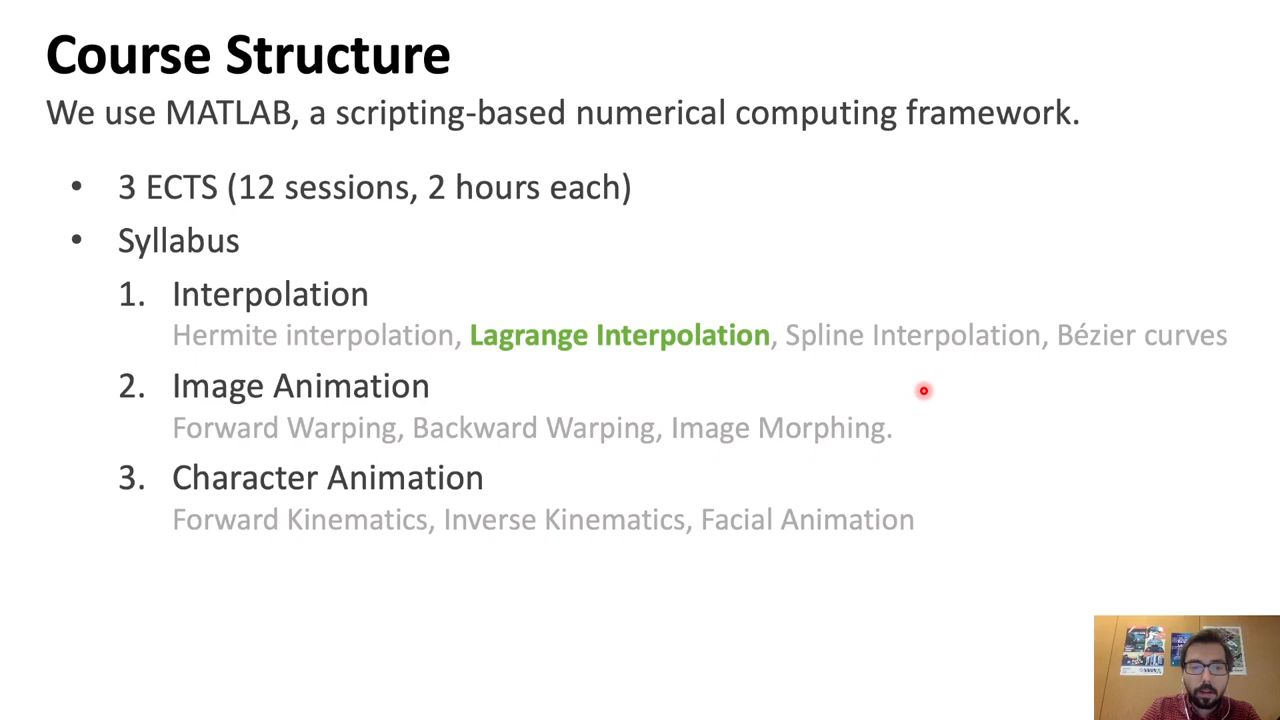 Course Structure
We use MATLAB, a scripting-based numerical computing framework.
• 3 ECTS (12 sessions, 2 hours each)
• Syllabus
1. Interpolation
Hermite interpolation, Lagrange Interpolation, Spline Interpolation, Bézier curves
2. Image Animation
Forward Warping, Backward Warping, Image Morphing.
3. Character Animation
Forward Kinematics, Inverse Kinematics, Facial Animation